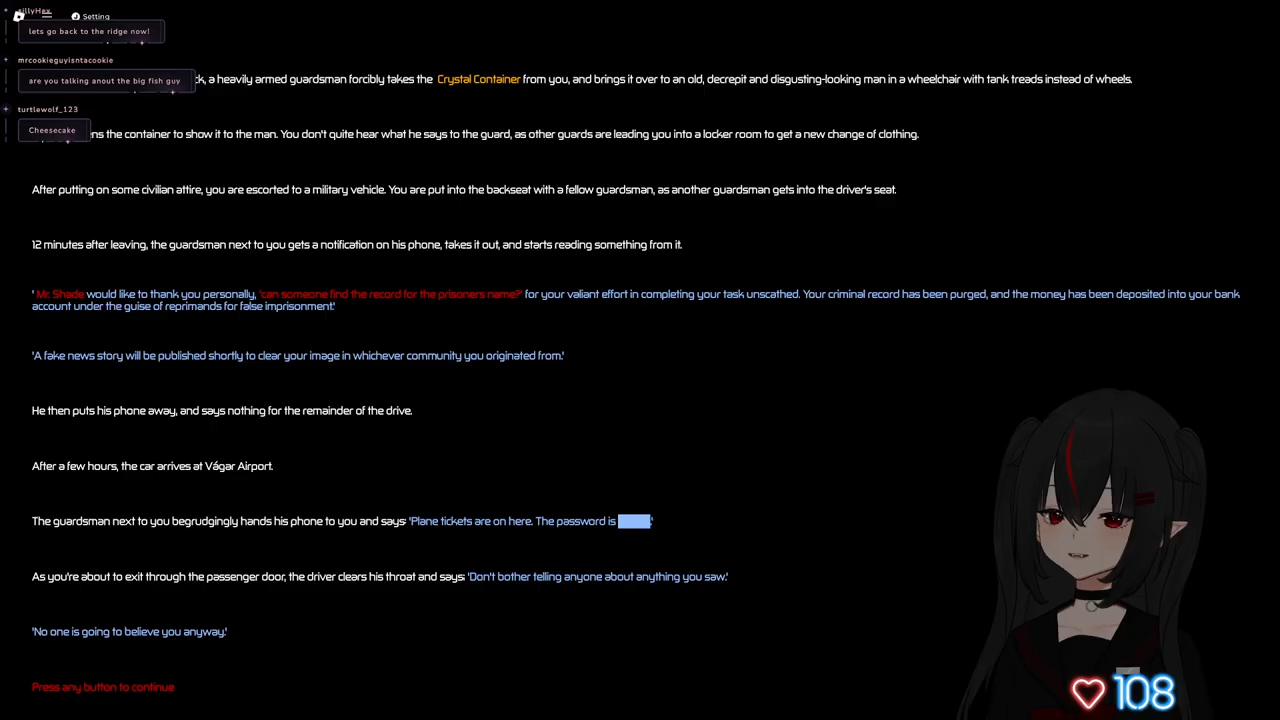 sillyHex
Setting
lets go back to the ridge now!
mrcookieguyisntacookie
are you talking anout the big fish guy
a heavily armed guardsman forcibly takes the Crystal Container from you, and brings it over to an old, decrepit and disgusting-looking man in a wheelchair with tank treads instead of wheels.
turtlewolf_123
Cheesecake
the container to show it to the man. You don't quite hear what he says to the guard, as other guards are leading you into a locker room to get a new change of clothing.
After putting on some civilian attire, you are escorted to a military vehicle. You are put into the backseat with a fellow guardsman, as another guardsman gets into the driver's seat.
12 minutes after leaving, the guardsman next to you gets a notification on his phone, takes it out, and starts reading something from it.
' Mr. Shade would like to thank you personally, 'can someone find the record for the prisoners name?' for your valiant effort in completing your task unscathed. Your criminal record has been purged, and the money has been deposited into your bank
account under the guise of reprimands for false imprisonment.'
'A fake news story will be published shortly to clear your image in whichever community you originated from.'
He then puts his phone away, and says nothing for the remainder of the drive.
After a few hours, the car arrives at Vágar Airport.
The guardsman next to you begrudgingly hands his phone to you and says: 'Plane tickets are on here. The password is
As you're about to exit through the passenger door, the driver clears his throat and says: 'Don't bother telling anyone about anything you saw.'
'No one is going to believe you anyway.'
Press any button to continue
108